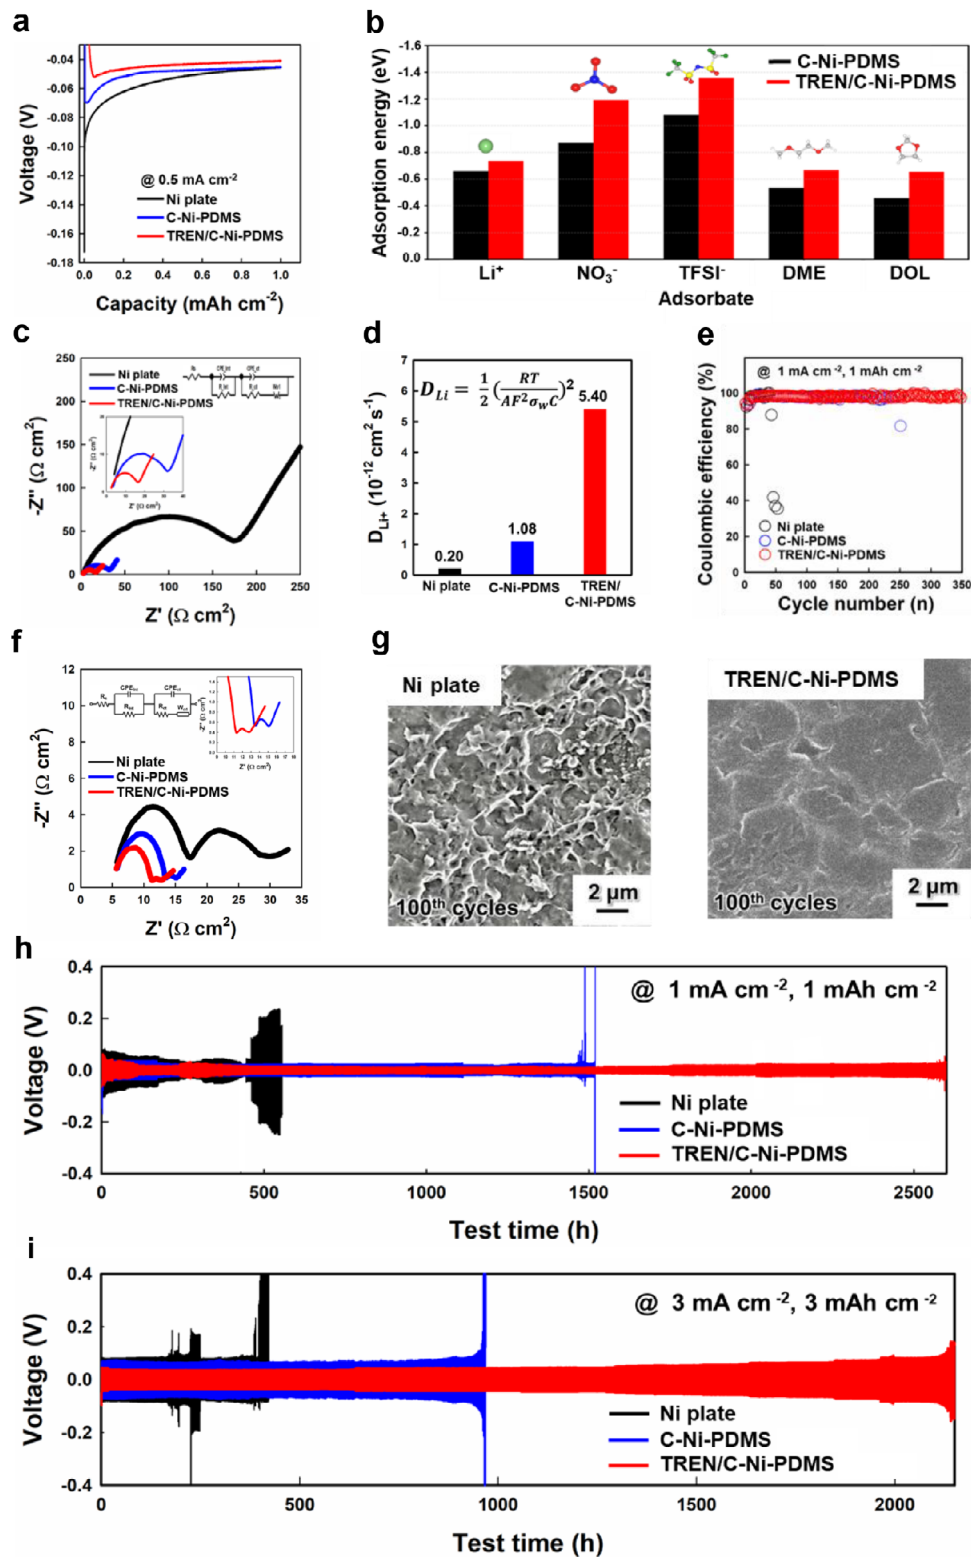 a
-0.04
-0.06
-0.08
-0.10
-0.12
-0.14
-0.16
-0.18
Voltage (V)
@ 0.5 mA cm-2
Ni plate
C-Ni-PDMS
TREN/C-Ni-PDMS
0.0 0.2 0.4 0.6 0.8 1.0
Capacity (mAh cm-2)
b
-1.6
-1.4
-1.2
-1.0
-0.8
-0.6
-0.4
-0.2
0.0
Adsorption energy (eV)
C-Ni-PDMS
TREN/C-Ni-PDMS
Li+ NO3- TFSI- DME DOL
Adsorbate
c
250
200
150
100
50
0
-Z'' (Ω cm2)
Ni plate
C-Ni-PDMS
TREN/C-Ni-PDMS
-Z'' (Ω cm2)
Z' (Ω cm2)
0 50 100 150 200 250
Z' (Ω cm2)
d
7
6
5
4
3
2
1
0
DLi+ (10-12 cm2 s-1)
DLi = 1/2 (RT/AF2σwC)2
5.40
1.08
0.20
Ni plate C-Ni-PDMS TREN/
C-Ni-PDMS
e
100
80
60
40
20
0
Coulombic efficiency (%)
@ 1 mA cm-2, 1 mAh cm-2
Ni plate
C-Ni-PDMS
TREN/C-Ni-PDMS
0 50 100 150 200 250 300 350
Cycle number (n)
f
12
10
8
6
4
2
0
-Z'' (Ω cm2)
Ni plate
C-Ni-PDMS
TREN/C-Ni-PDMS
-Z'' (Ω cm2)
Z' (Ω cm2)
0 5 10 15 20 25 30 35
Z' (Ω cm2)
g
Ni plate
100th cycles
2 μm
TREN/C-Ni-PDMS
100th cycles
2 μm
h
0.4
0.2
0.0
-0.2
-0.4
Voltage (V)
@ 1 mA cm-2, 1 mAh cm-2
Ni plate
C-Ni-PDMS
TREN/C-Ni-PDMS
0 500 1000 1500 2000 2500
Test time (h)
i
0.4
0.2
0.0
-0.2
-0.4
Voltage (V)
@ 3 mA cm-2, 3 mAh cm-2
Ni plate
C-Ni-PDMS
TREN/C-Ni-PDMS
0 500 1000 1500 2000
Test time (h)